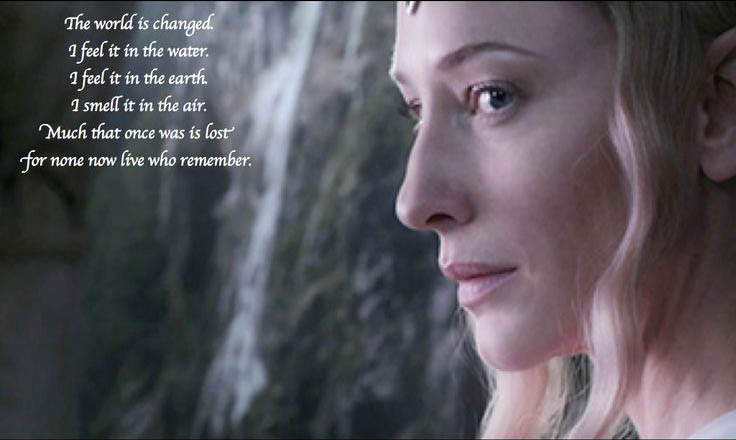 The world is changed.
I feel it in the water.
I feel it in the earth.
I smell it in the air.
Much that once was is lost
for none now live who remember.